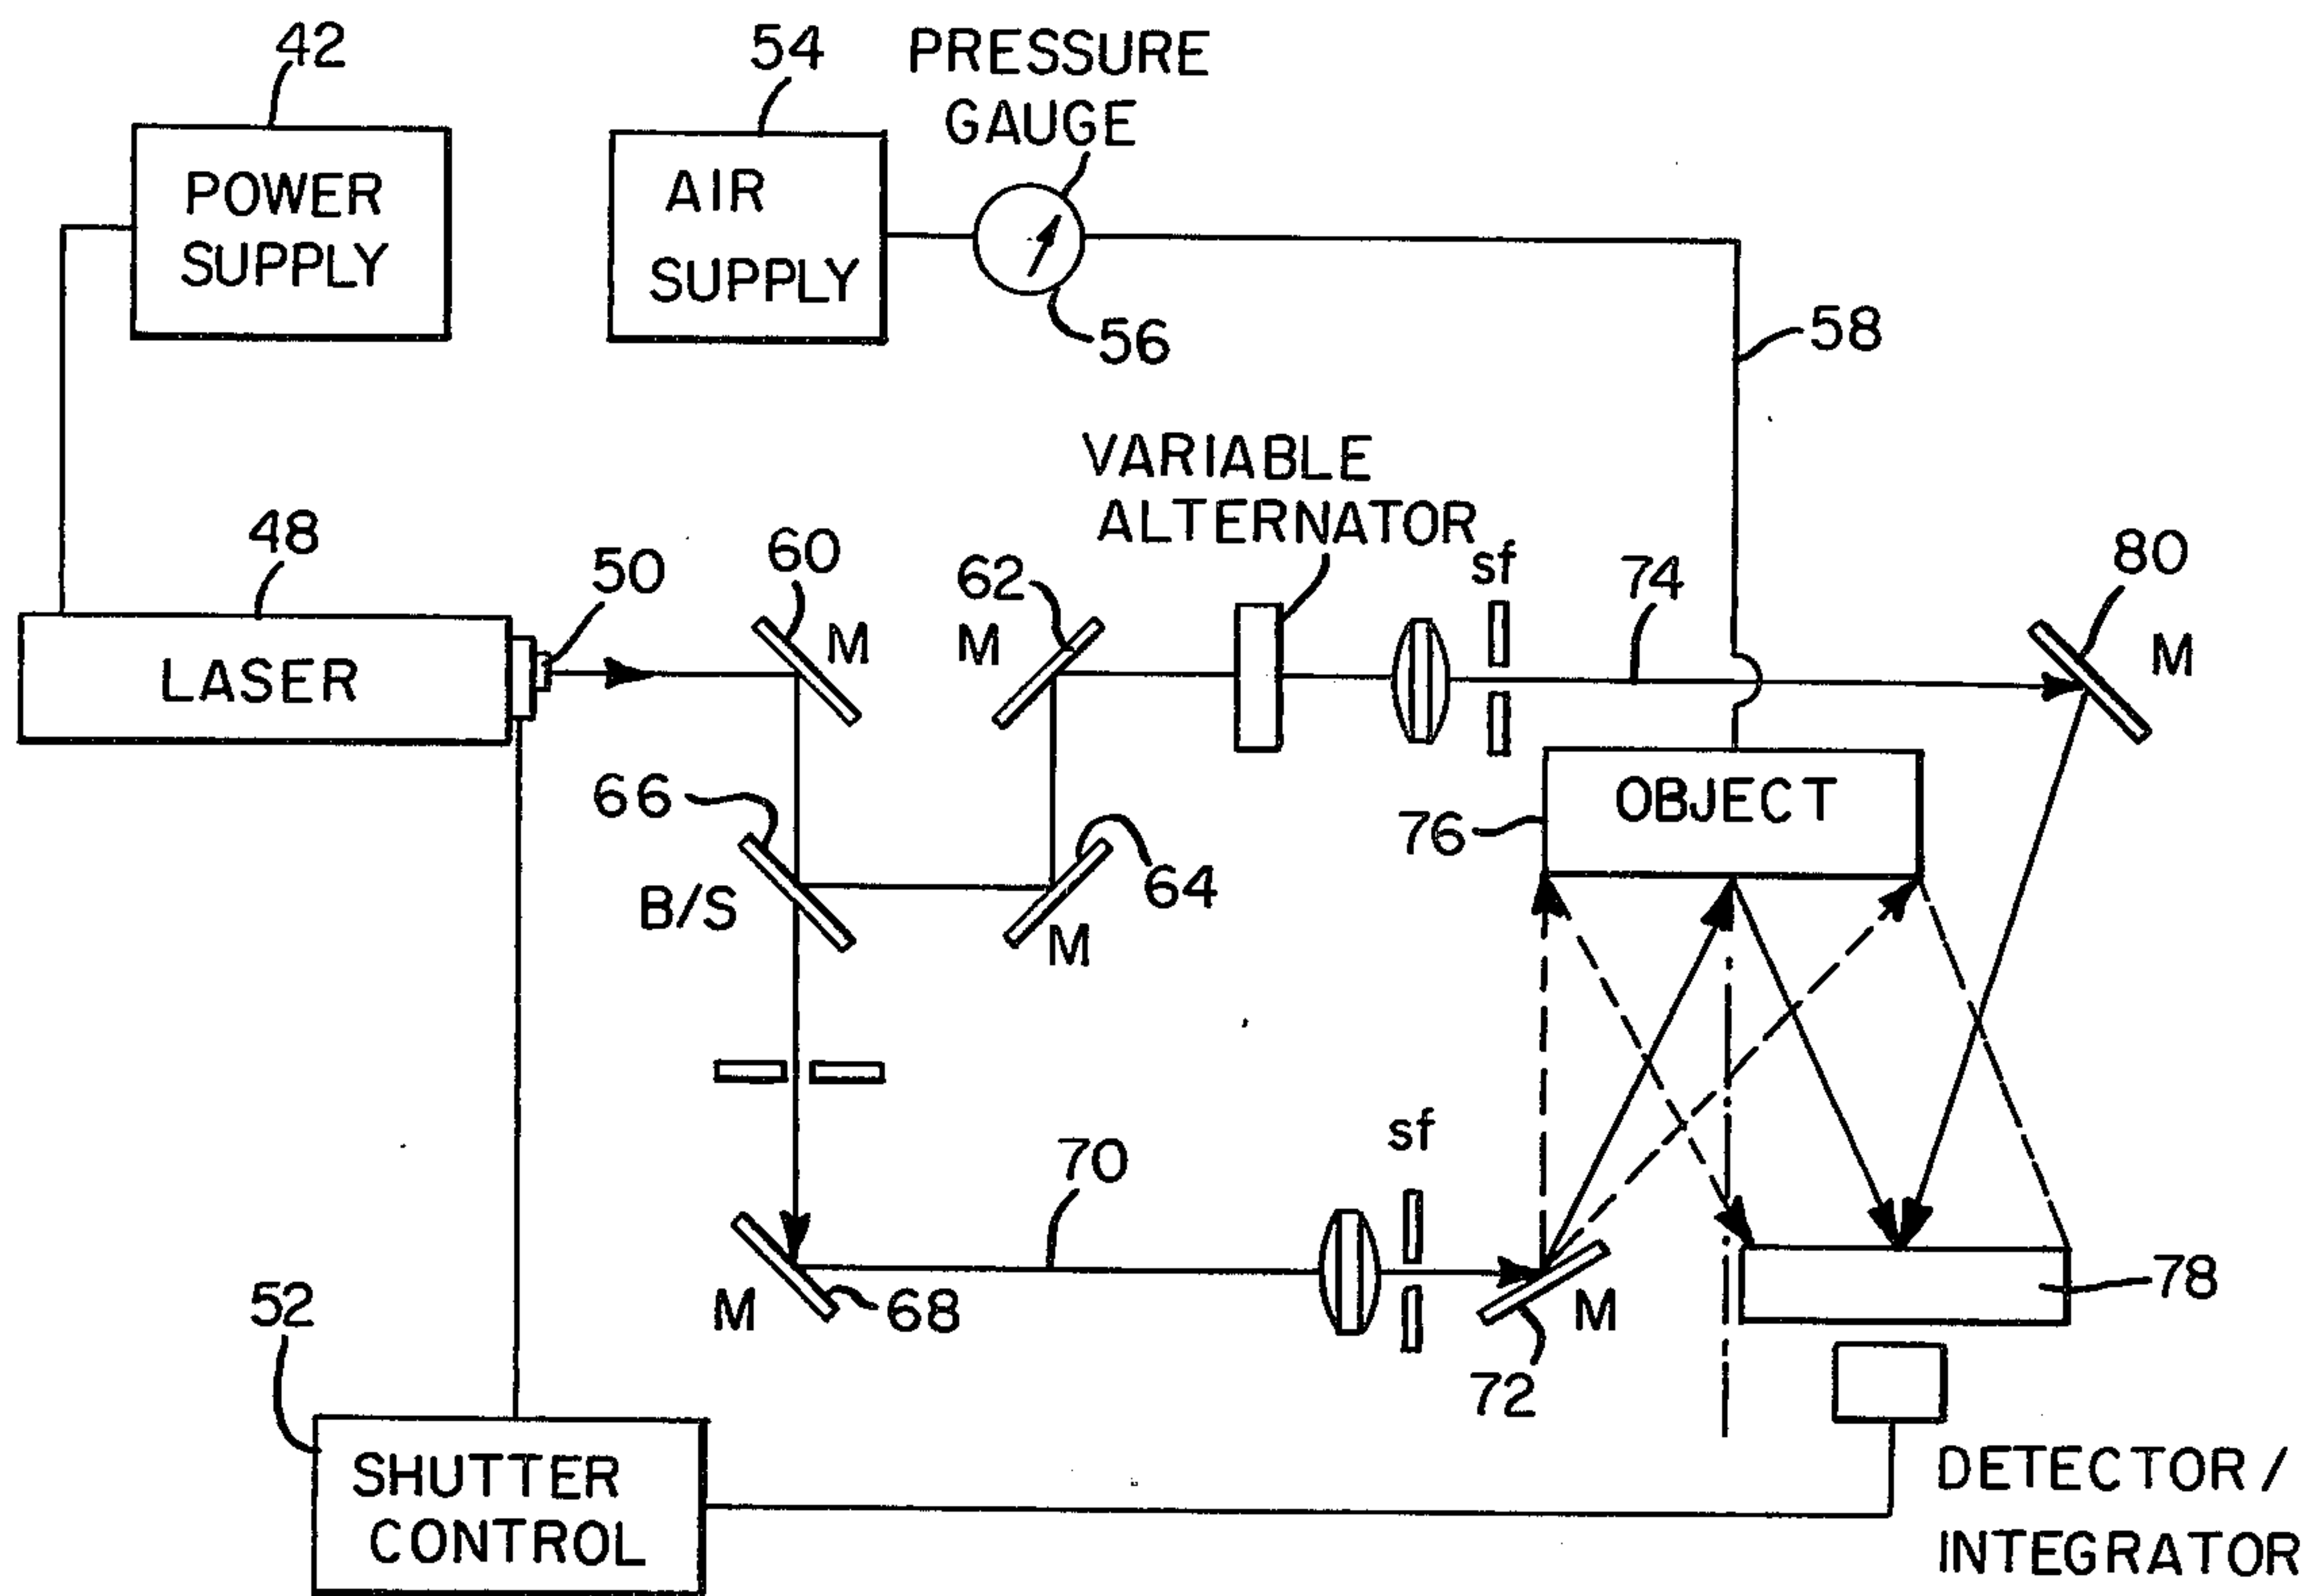 42
54
PRESSURE
GAUGE
POWER
SUPPLY
AIR
SUPPLY
56
58
VARIABLE
ALTERNATOR
48
50
60
62
sf
74
80
LASER
M
M
M
66
76
OBJECT
B/S
64
M
70
sf
52
M
68
72
M
78
SHUTTER
CONTROL
DETECTOR/
INTEGRATOR